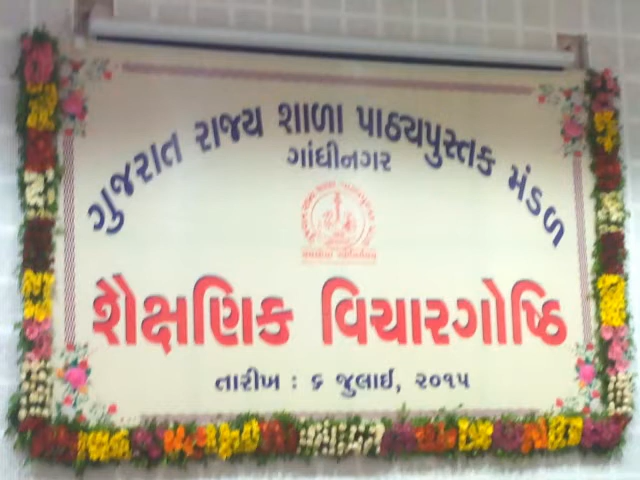 ગુજરાત રાજ્ય શાળા પાઠ્યપુસ્તક મંડળ
ગાંધીનગર
શૈક્ષણિક વિચારગોષ્ઠિ
તારીખ : ૬ જુલાઈ, ૨૦૧૫